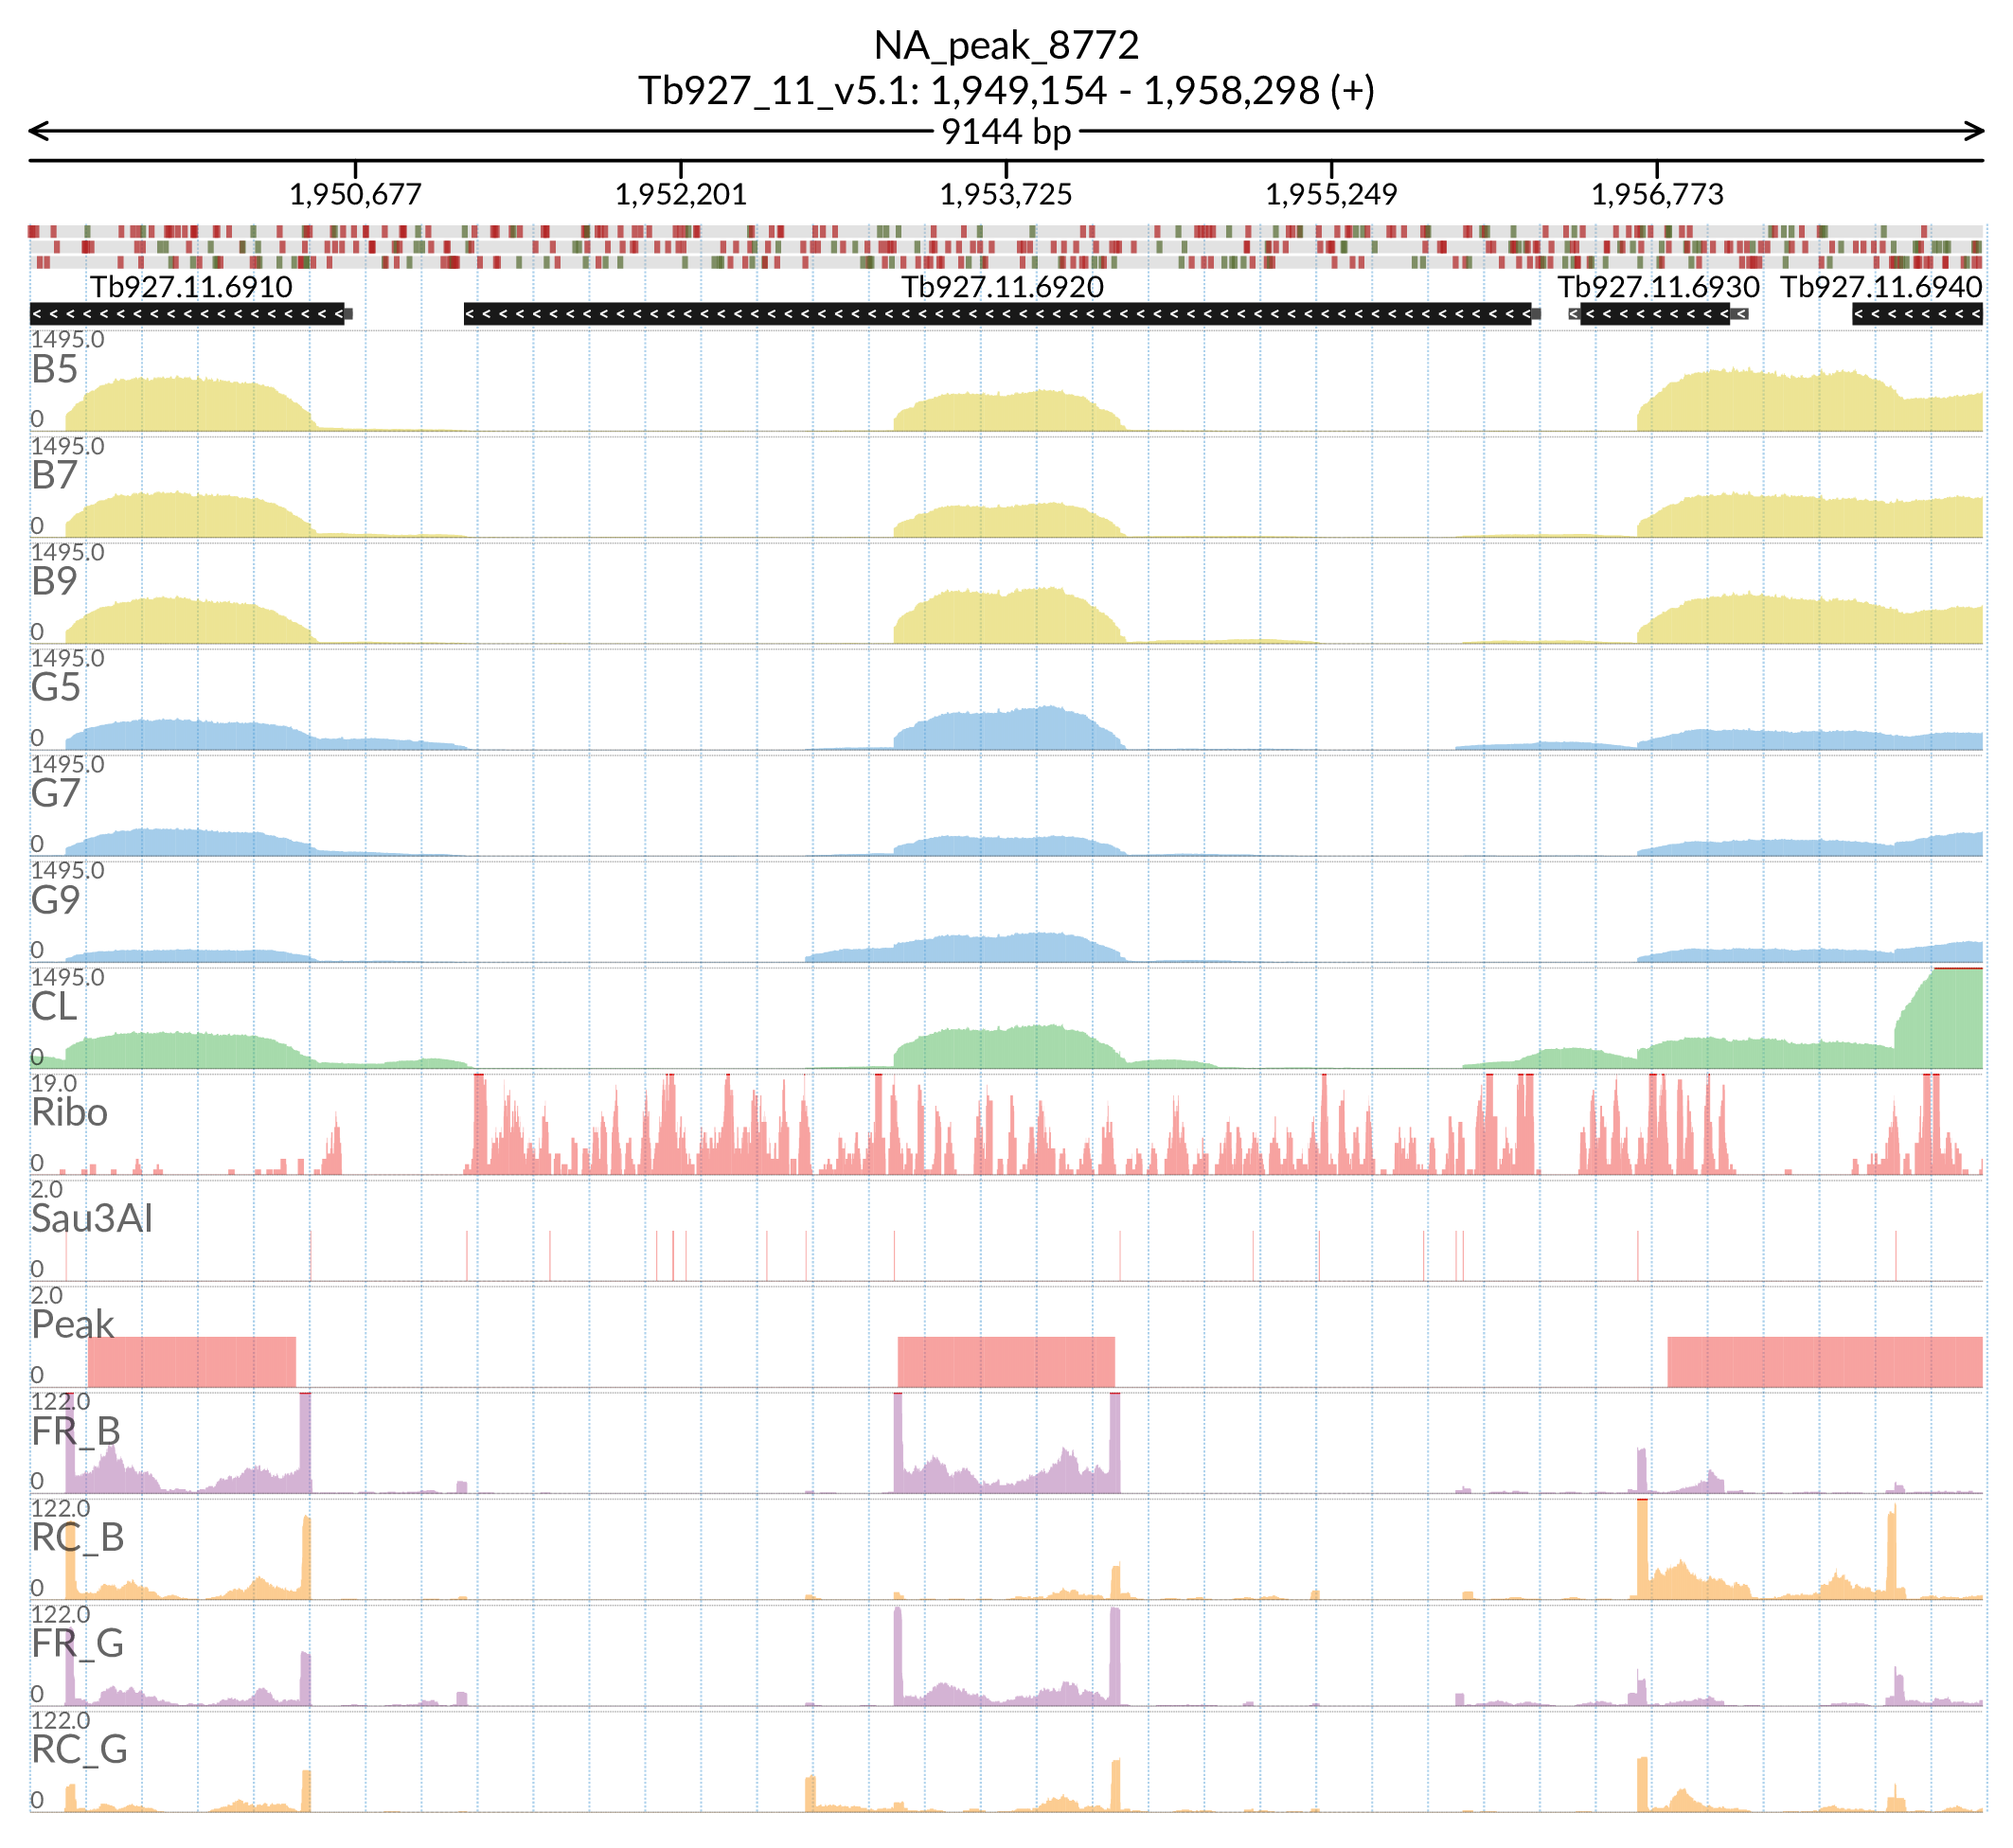 NA_peak_8772
Tb927_11_v5.1: 1,949,154 - 1,958,298 (+)
9144 bp
1,950,677 1,952,201 1,953,725 1,955,249 1,956,773
Tb927.11.6910 Tb927.11.6920 Tb927.11.6930 Tb927.11.6940
1495.0
B5
0
1495.0
B7
0
1495.0
B9
0
1495.0
G5
0
1495.0
G7
0
1495.0
G9
0
1495.0
CL
0
19.0
Ribo
0
2.0
Sau3AI
0
2.0
Peak
0
122.0
FR_B
0
122.0
RC_B
0
122.0
FR_G
0
122.0
RC_G
0